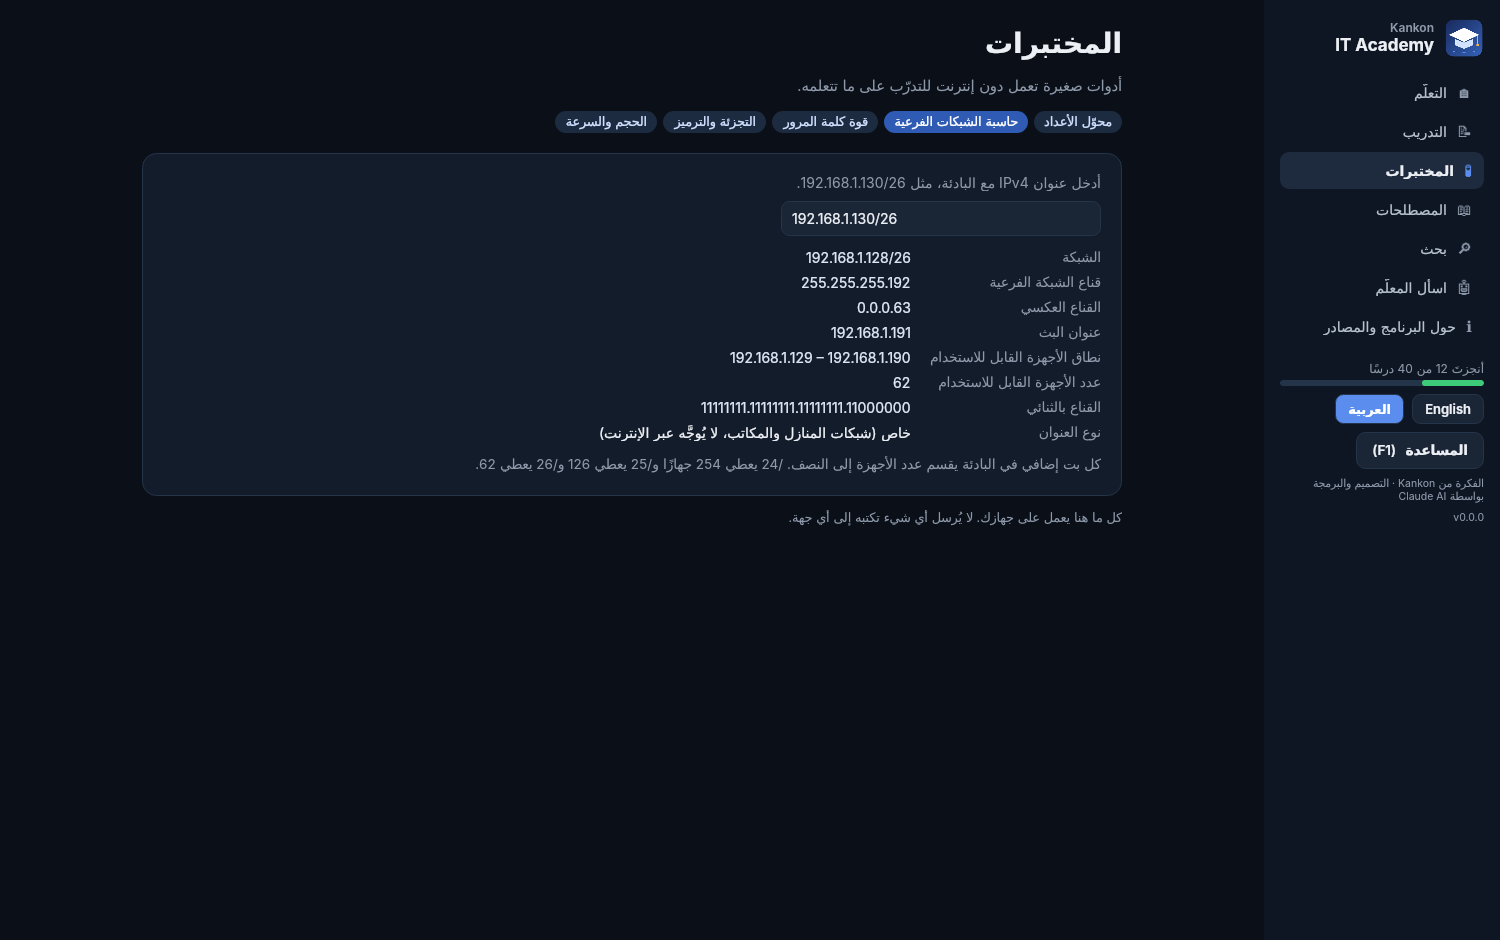 Kankon
IT Academy
التعلّم
التدريب
المختبرات
المصطلحات
بحث
اسأل المعلّم
حول البرنامج والمصادر
أنجزتَ 12 من 40 درسًا
English
العربية
المساعدة (F1)
الفكرة من Kankon · التصميم والبرمجة
بواسطة Claude AI
v0.0.0
المختبرات
أدوات صغيرة تعمل دون إنترنت للتدرّب على ما تتعلمه.
محوّل الأعداد
حاسبة الشبكات الفرعية
قوة كلمة المرور
التجزئة والترميز
الحجم والسرعة
أدخل عنوان IPv4 مع البادئة، مثل 192.168.1.130/26.
192.168.1.130/26
الشبكة 192.168.1.128/26
قناع الشبكة الفرعية 255.255.255.192
القناع العكسي 0.0.0.63
عنوان البث 192.168.1.191
نطاق الأجهزة القابل للاستخدام 192.168.1.129 – 192.168.1.190
عدد الأجهزة القابل للاستخدام 62
القناع بالثنائي 11111111.11111111.11111111.11000000
نوع العنوان خاص (شبكات المنازل والمكاتب، لا يُوجَّه عبر الإنترنت)
كل بت إضافي في البادئة يقسم عدد الأجهزة إلى النصف. /24 يعطي 254 جهازًا و/25 يعطي 126 و/26 يعطي 62.
كل ما هنا يعمل على جهازك. لا يُرسل أي شيء تكتبه إلى أي جهة.